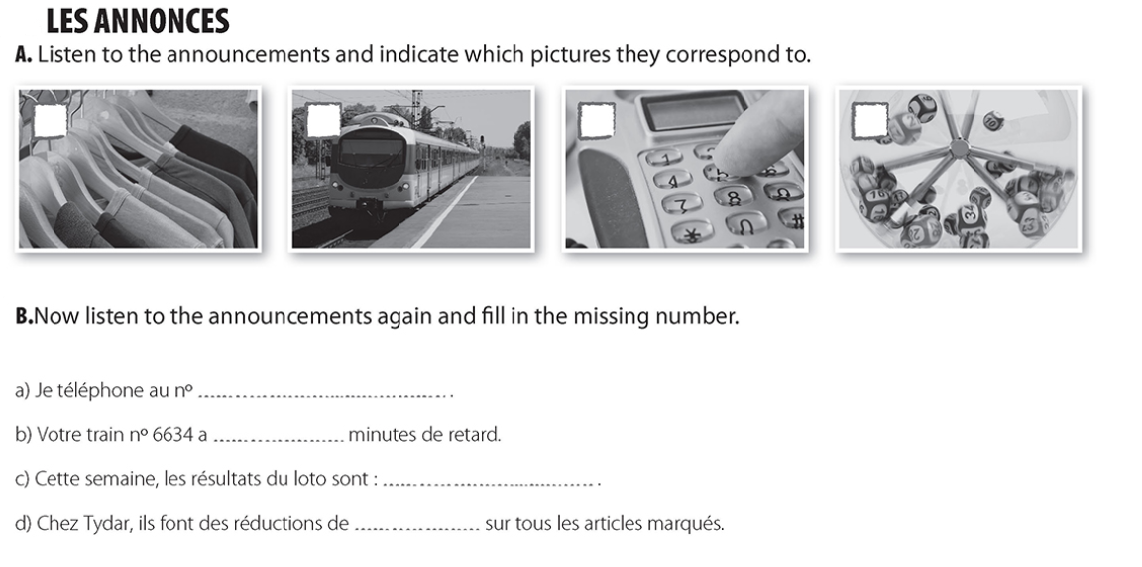 LES ANNONCES
A. Listen to the announcements and indicate which pictures they correspond to.
B.Now listen to the announcements again and fill in the missing number.
a) Je téléphone au nº ............................................ .
b) Votre train nº 6634 a ...................... minutes de retard.
c) Cette semaine, les résultats du loto sont : ..................................... .
d) Chez Tydar, ils font des réductions de ..................... sur tous les articles marqués.